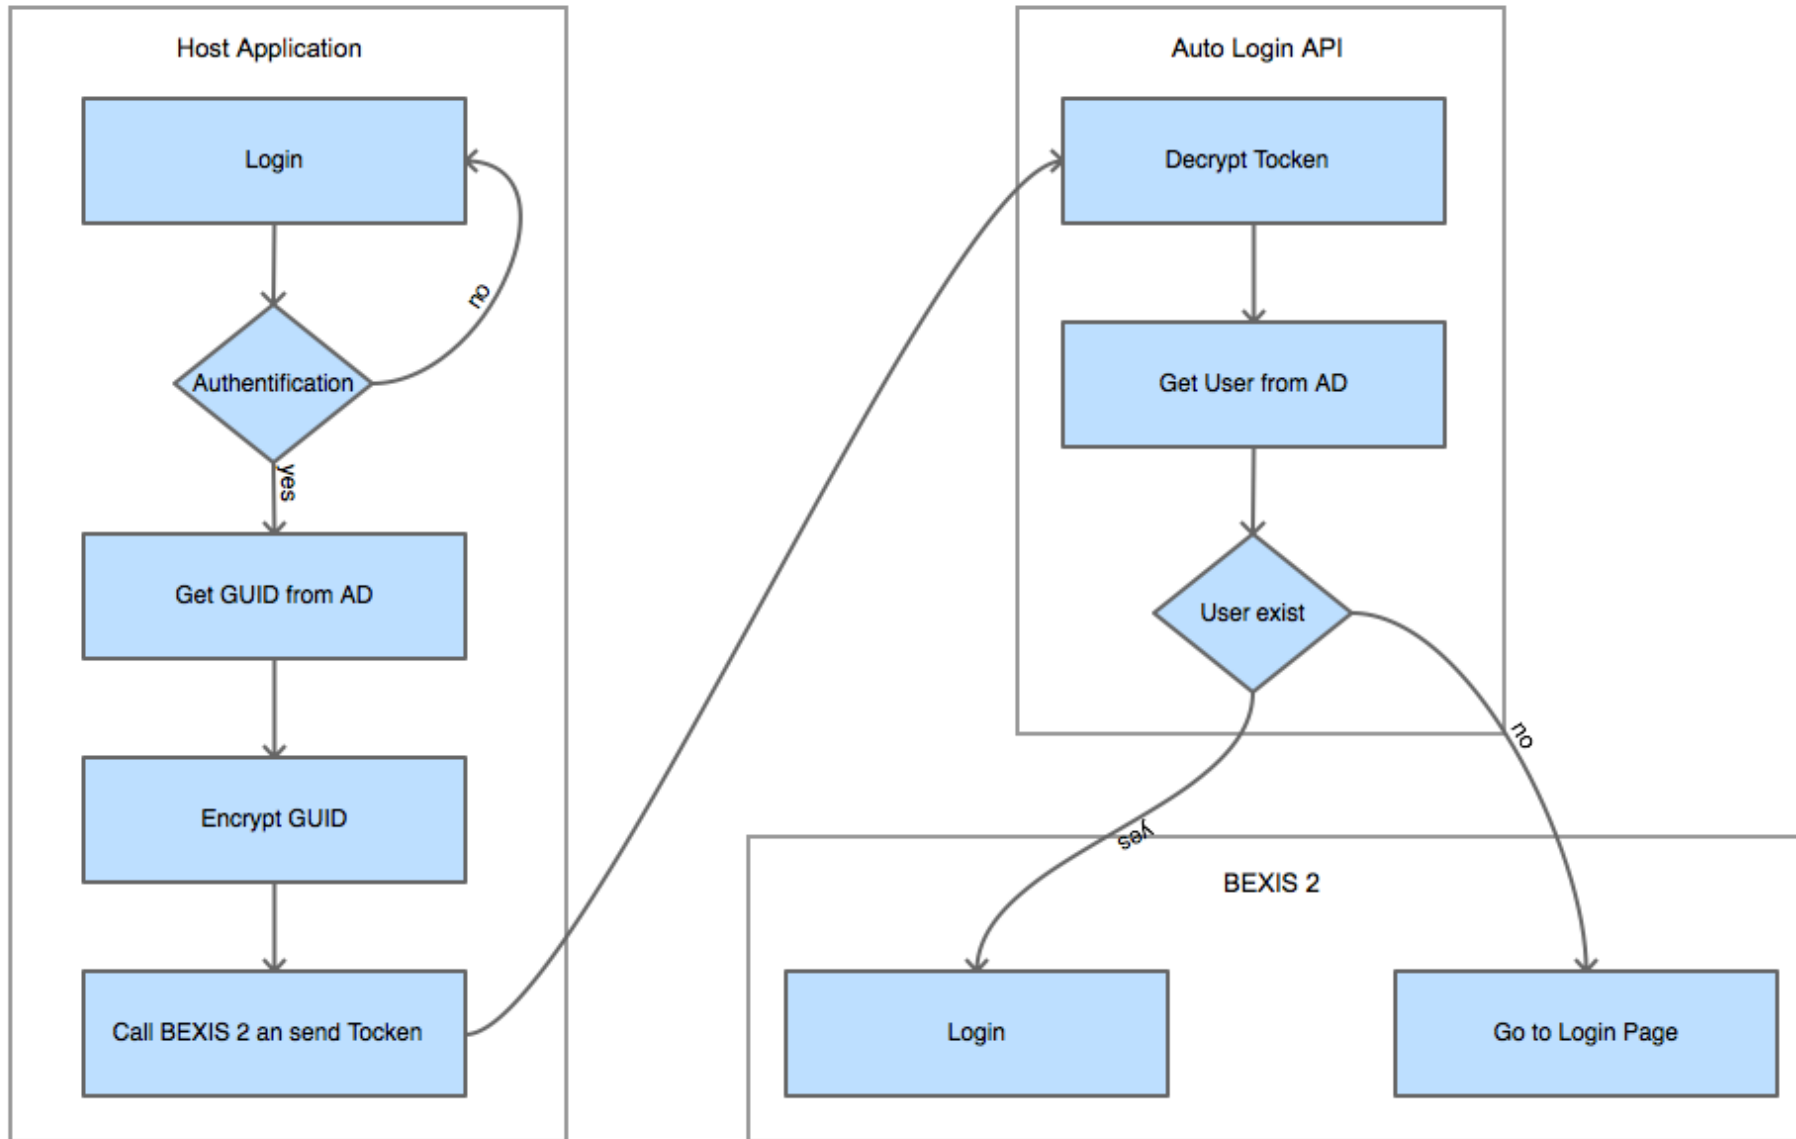 Host Application
Login
no
Authentification
yes
Get GUID from AD
Encrypt GUID
Call BEXIS 2 an send Tocken
Auto Login API
Decrypt Tocken
Get User from AD
User exist
no
yes
BEXIS 2
Login
Go to Login Page